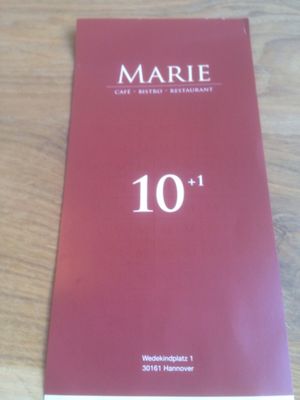 MARIE
CAFÉ · BISTRO · RESTAURANT
10+1
Wedekindplatz 1
30161 Hannover